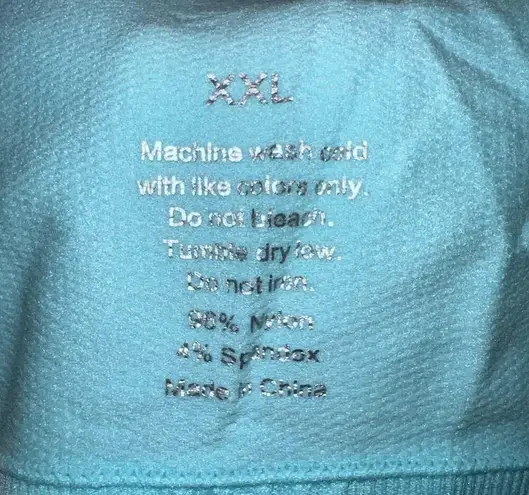 XXL
Machine wash cold
with like colors only.
Do not bleach.
Tumble dry low.
Do not iron.
96% Nylon
4% Spandex
Made in China